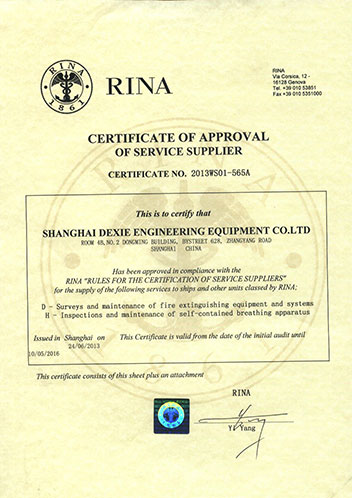 RINA
1861
RINA
RINA
Via Corsica, 12 -
16128 Genova
Tel. +39 010 53851
Fax +39 010 5351000
CERTIFICATE OF APPROVAL
OF SERVICE SUPPLIER
CERTIFICATE NO. 2013WS01-565A
This is to certify that
SHANGHAI DEXIE ENGINEERING EQUIPMENT CO.LTD
ROOM 4B, NO.2 DONGMING BUILDING, BYSTREET 628, ZHANGYANG ROAD
SHANGHAI CHINA
Has been approved in compliance with the
RINA "RULES FOR THE CERTIFICATION OF SERVICE SUPPLIERS"
for the supply of the following services to ships and other units classed by RINA;
D - Surveys and maintenance of fire extinguishing equipment and systems
H - Inspections and maintenance of self-contained breathing apparatus
Issued in Shanghai on This Certificate is valid from the date of the initial audit until
24/06/2013
10/05/2016
This certificate consists of this sheet plus an attachment
RINA
Yi Yang